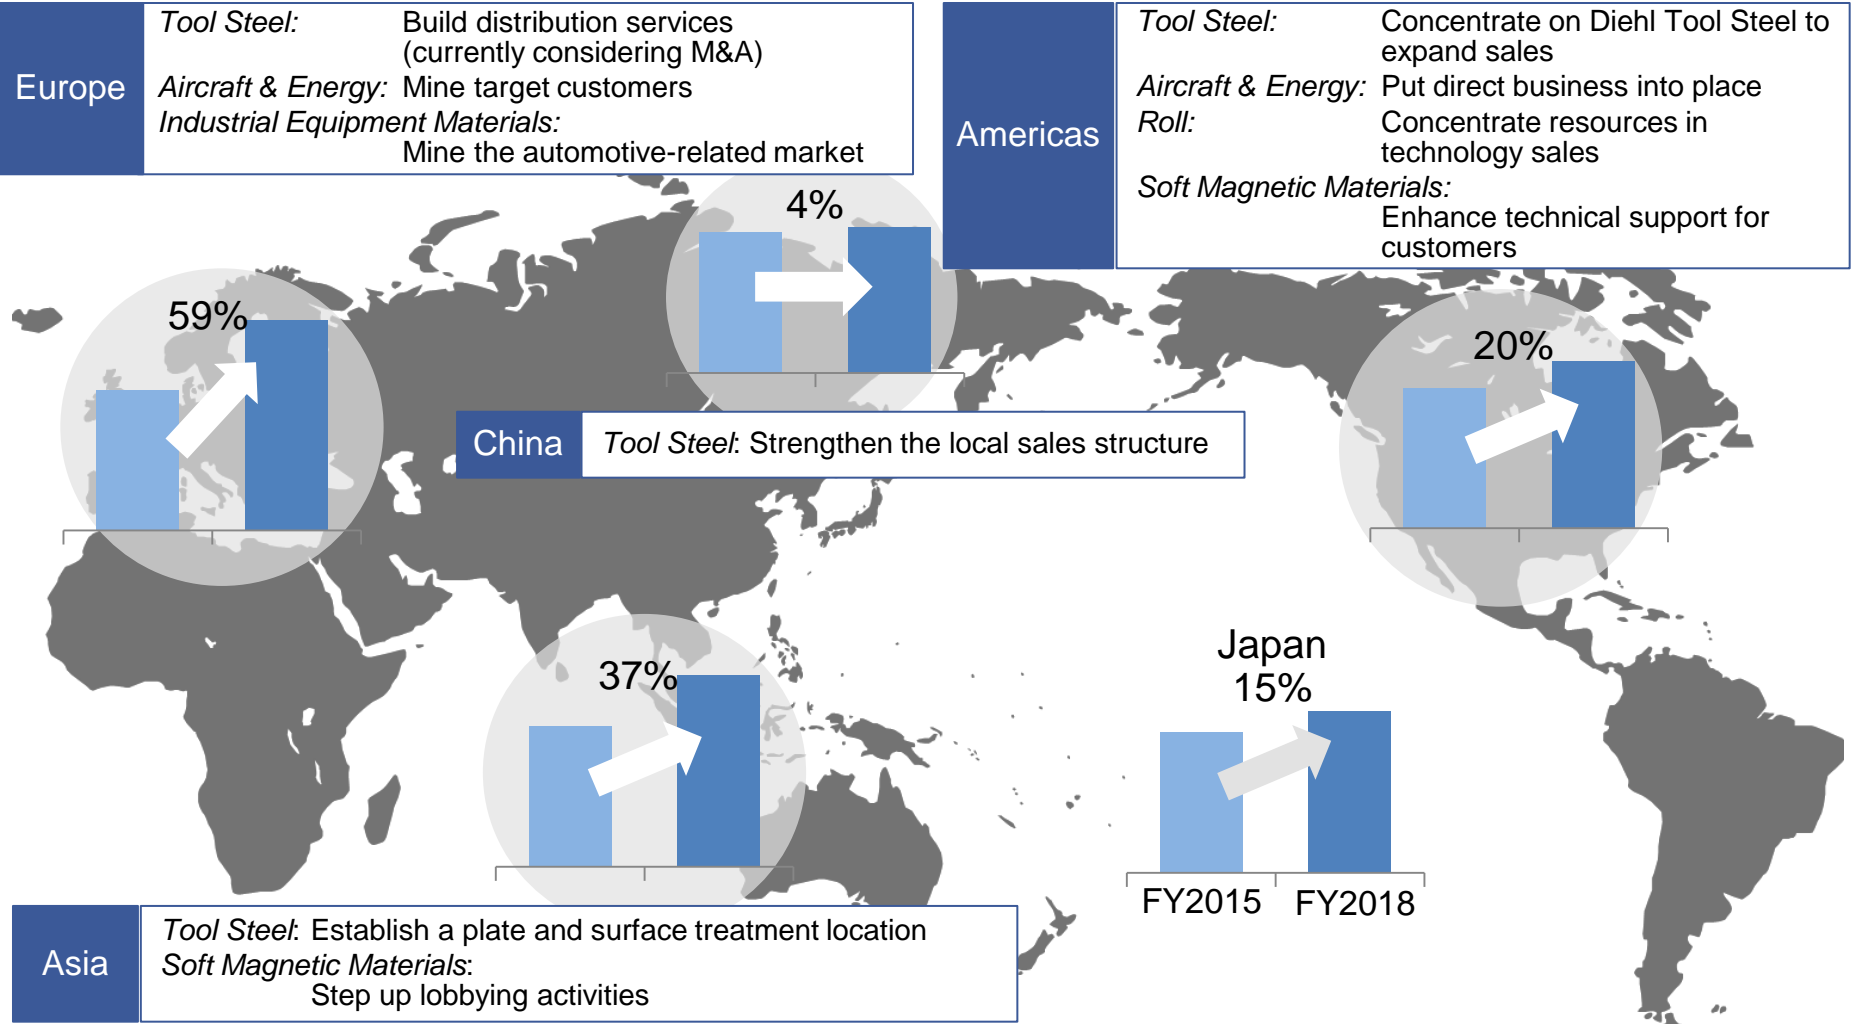 Europe
Tool Steel: Build distribution services
(currently considering M&A)
Aircraft & Energy: Mine target customers
Industrial Equipment Materials:
Mine the automotive-related market
Americas
Tool Steel: Concentrate on Diehl Tool Steel to
expand sales
Aircraft & Energy: Put direct business into place
Roll: Concentrate resources in
technology sales
Soft Magnetic Materials:
Enhance technical support for
customers
4%
59%
20%
China
Tool Steel: Strengthen the local sales structure
37%
Japan
15%
FY2015 FY2018
Asia
Tool Steel: Establish a plate and surface treatment location
Soft Magnetic Materials:
Step up lobbying activities